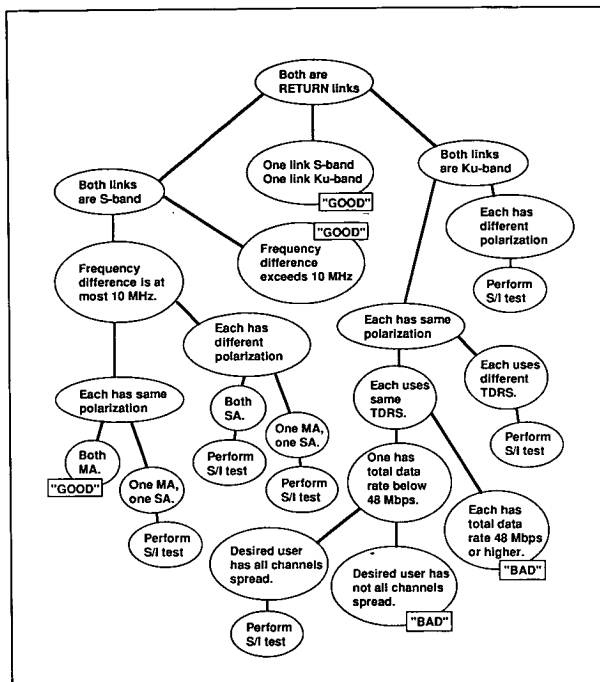 Both are
RETURN links
One link S-band
One link Ku-band
"GOOD"
Both links
are Ku-band
Both links
are S-band
"GOOD"
Frequency
difference
exceeds 10 MHz
Each has
different
polarization
Frequency
difference is at
most 10 MHz.
Perform
S/I test
Each has
different
polarization
Each has same
polarization
Each has same
polarization
Both
SA.
One MA,
one SA.
Each uses
same
TDRS.
Each uses
different
TDRS.
Both
MA.
"GOOD"
One MA,
one SA.
Perform
S/I test
Perform
S/I test
One has
total data
rate below
48 Mbps.
Perform
S/I test
Perform
S/I test
Each has
total data
rate 48 Mbps
or higher.
"BAD"
Desired user
has all channels
spread.
Desired user has
not all channels
spread.
"BAD"
Perform
S/I test